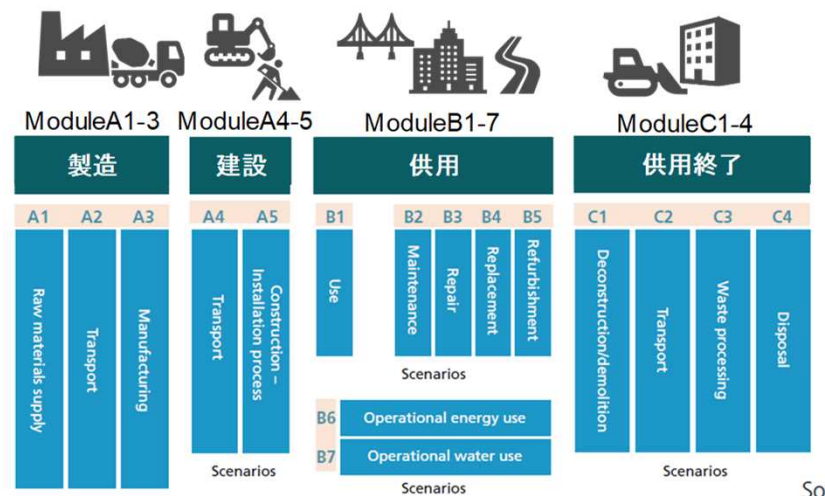 ModuleA1-3
ModuleA4-5
ModuleB1-7
ModuleC1-4
製造
建設
供用
供用終了
A1
A2
A3
A4
A5
B1
B2
B3
B4
B5
C1
C2
C3
C4
Raw materials supply
Transport
Manufacturing
Transport
Construction –
Installation process
Use
Maintenance
Repair
Replacement
Refurbishment
Deconstruction/demolition
Transport
Waste processing
Disposal
Scenarios
B6
Operational energy use
B7
Operational water use
Scenarios
Scenarios
Scenarios
So